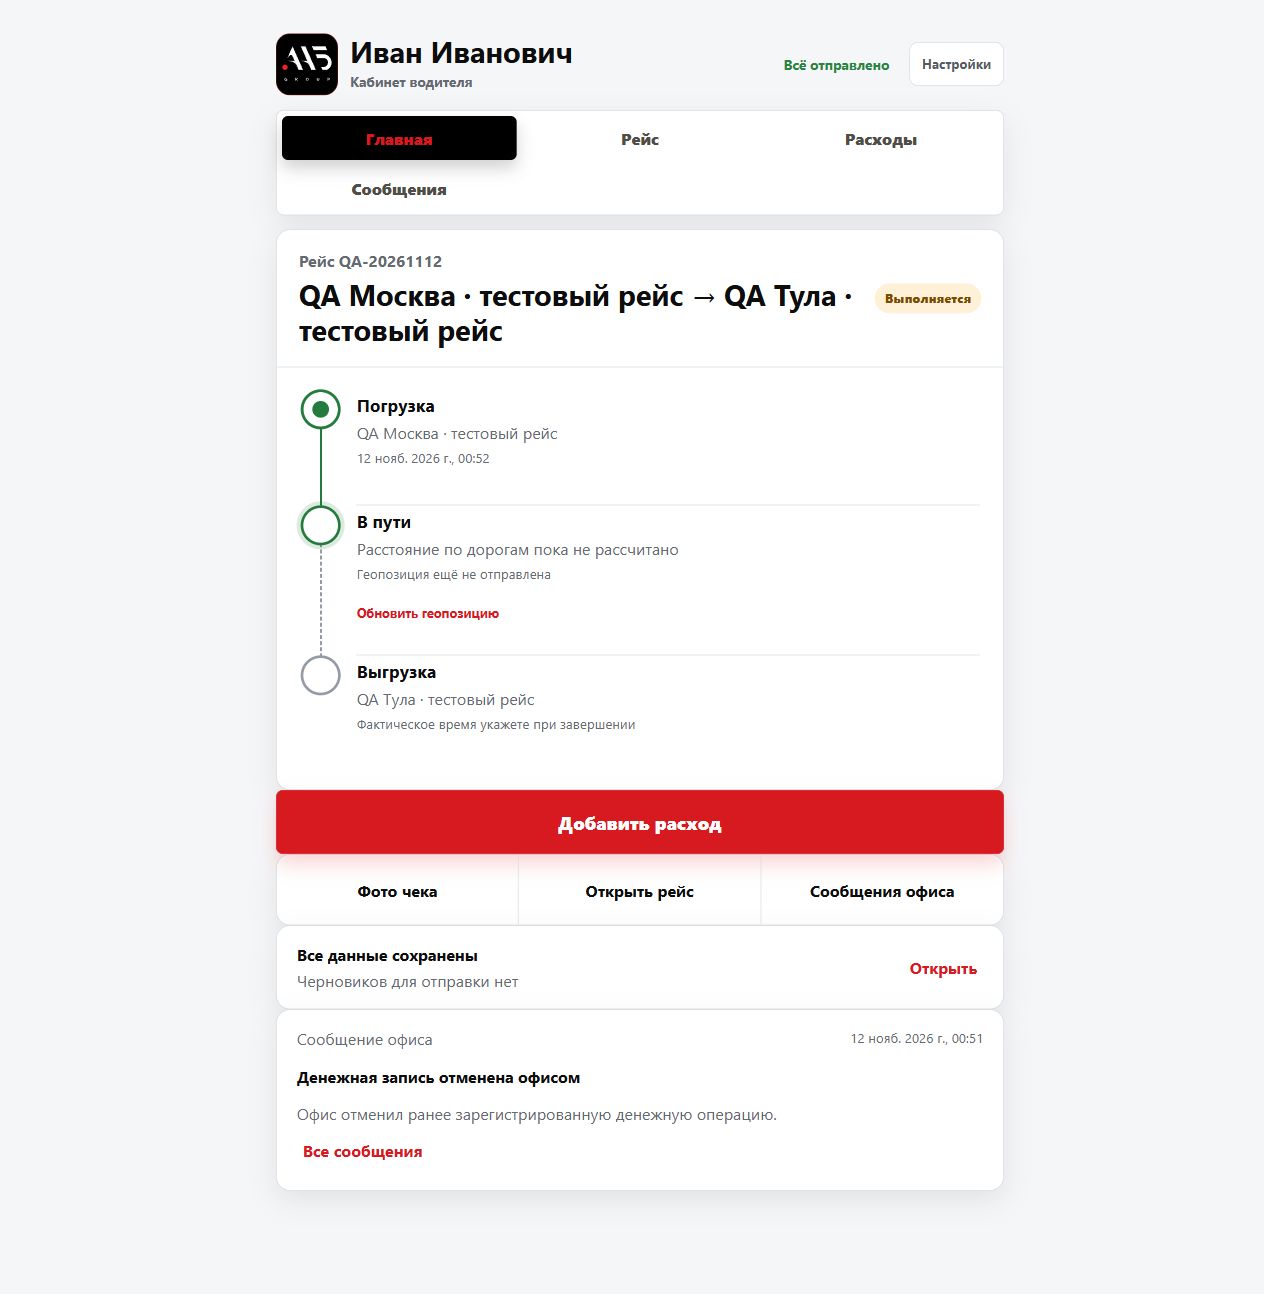 ААБ
GROUP
Иван Иванович
Кабинет водителя
Всё отправлено
Настройки
Главная
Рейс
Расходы
Сообщения
Рейс QA-20261112
QA Москва · тестовый рейс → QA Тула ·
тестовый рейс
Выполняется
Погрузка
QA Москва · тестовый рейс
12 нояб. 2026 г., 00:52
В пути
Расстояние по дорогам пока не рассчитано
Геопозиция ещё не отправлена
Обновить геопозицию
Выгрузка
QA Тула · тестовый рейс
Фактическое время укажете при завершении
Добавить расход
Фото чека
Открыть рейс
Сообщения офиса
Все данные сохранены
Черновиков для отправки нет
Открыть
Сообщение офиса
12 нояб. 2026 г., 00:51
Денежная запись отменена офисом
Офис отменил ранее зарегистрированную денежную операцию.
Все сообщения